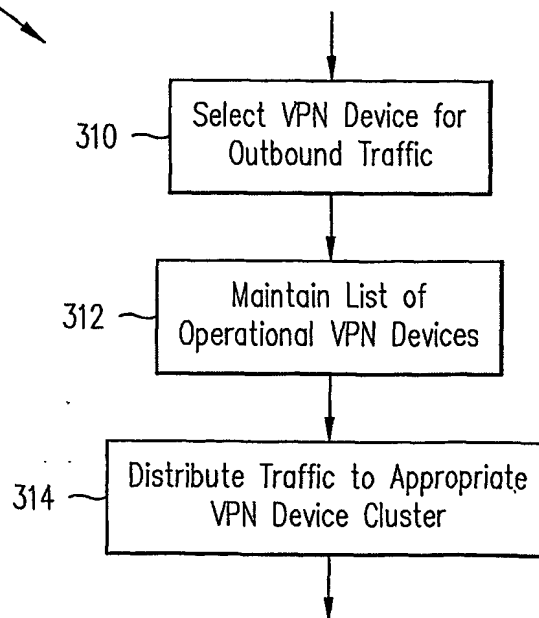 310
Select VPN Device for
Outbound Traffic
312
Maintain List of
Operational VPN Devices
314
Distribute Traffic to Appropriate
VPN Device Cluster